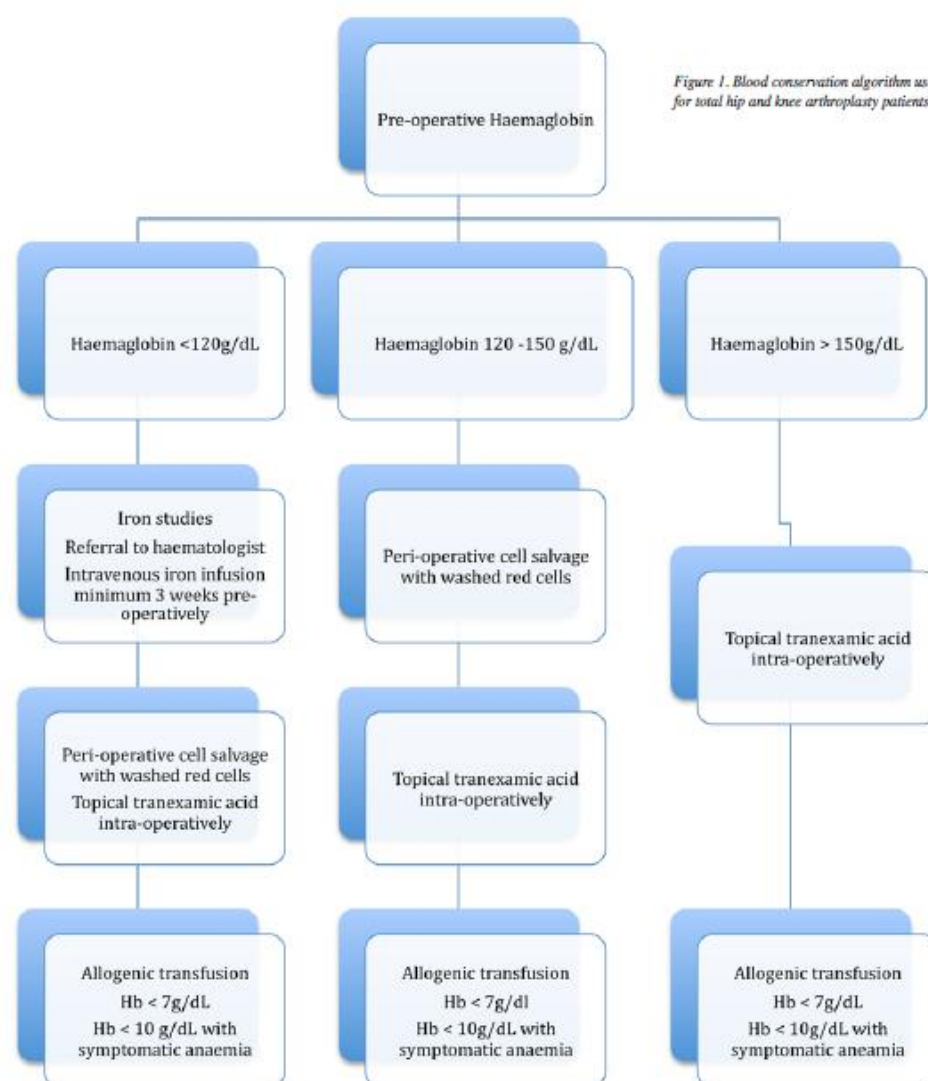 Pre-operative Haemaglobin
Figure 1. Blood conservation algorithm us
for total hip and knee arthroplasty patients
Haemaglobin <120g/dL
Haemaglobin 120 -150 g/dL
Haemaglobin > 150g/dL
Iron studies
Referral to haematologist
Intravenous iron infusion
minimum 3 weeks pre-
operatively
Peri-operative cell salvage
with washed red cells
Topical tranexamic acid
intra-operatively
Peri-operative cell salvage
with washed red cells
Topical tranexamic acid
intra-operatively
Topical tranexamic acid
intra-operatively
Allogenic transfusion
Hb < 7g/dL
Hb < 10 g/dL with
symptomatic anaemia
Allogenic transfusion
Hb < 7g/dl
Hb < 10g/dL with
symptomatic anaemia
Allogenic transfusion
Hb < 7g/dL
Hb < 10g/dL with
symptomatic aneamia